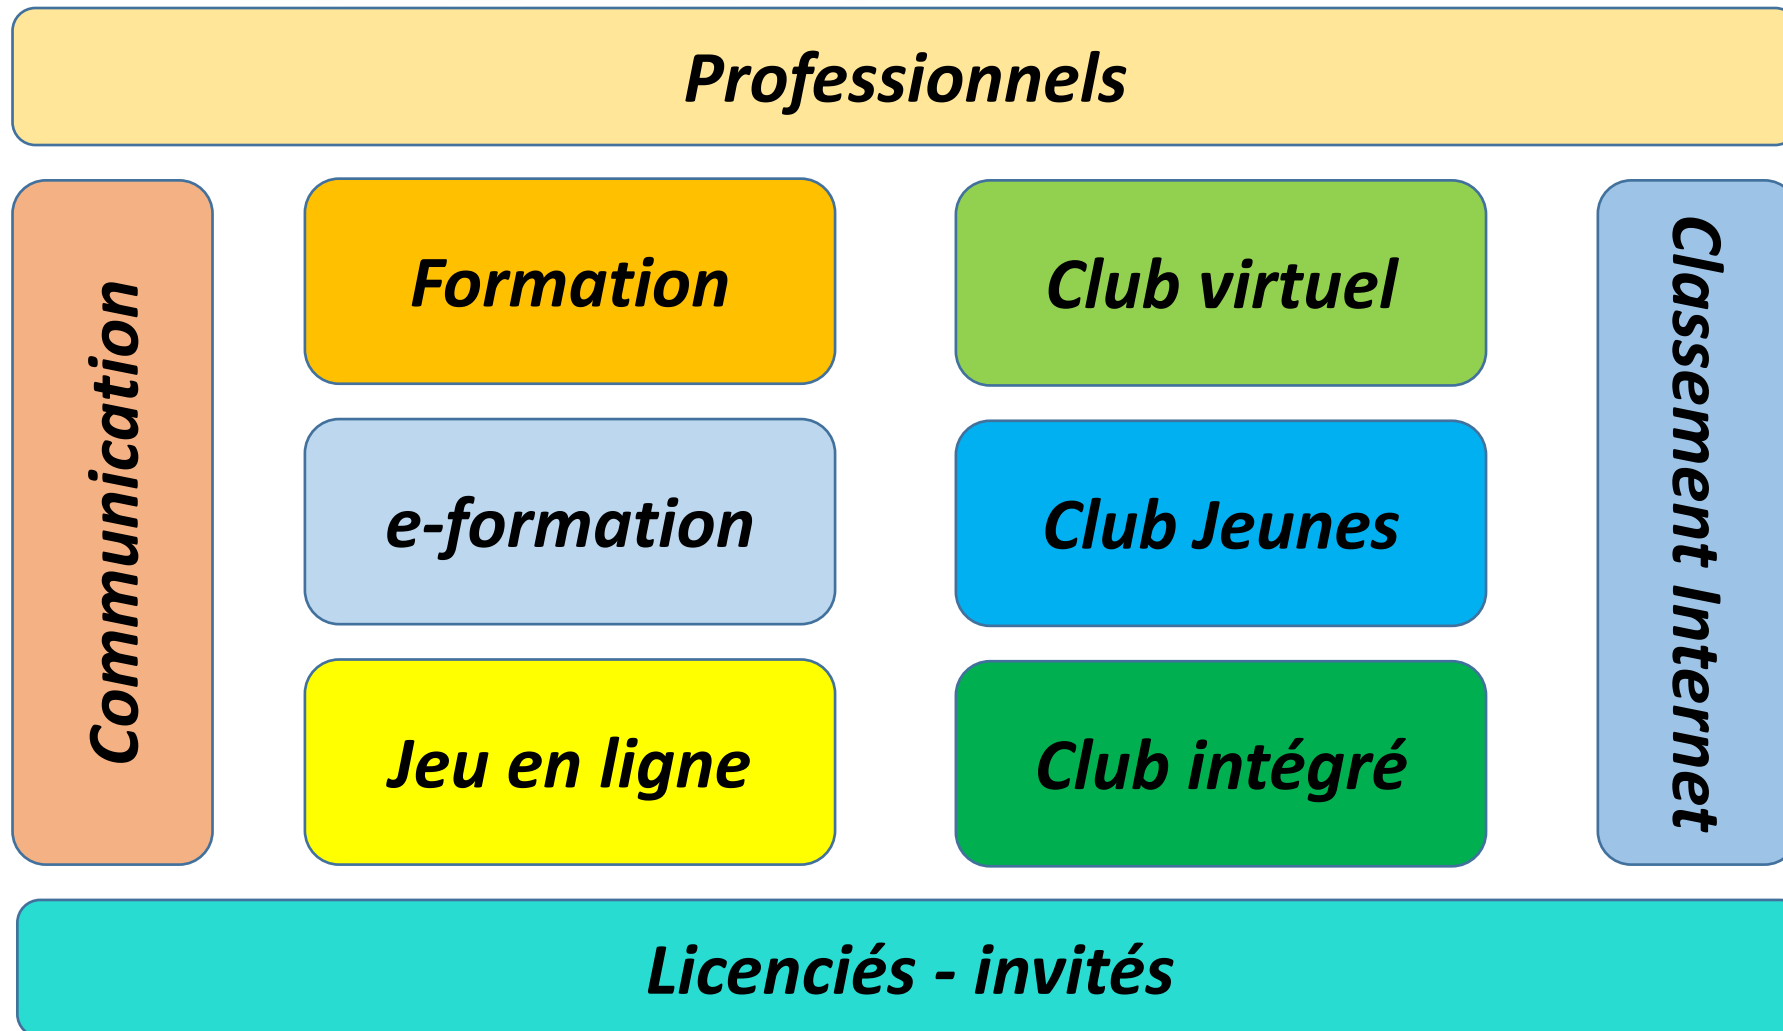 Professionnels
Communication
Formation
Club virtuel
Classement Internet
e-formation
Club Jeunes
Jeu en ligne
Club intégré
Licenciés - invités